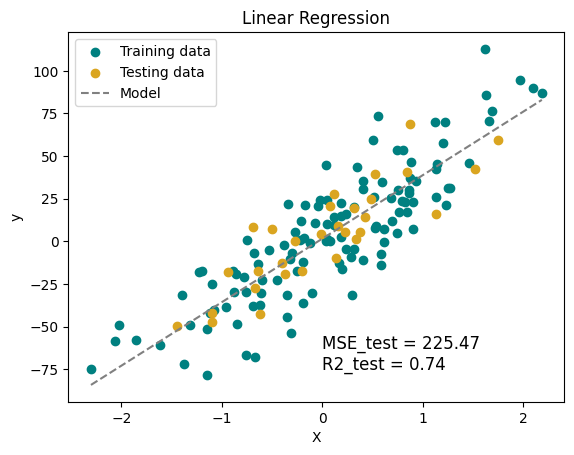 Linear Regression
Training data
Testing data
Model
100
75
50
25
0
−25
−50
−75
y
MSE_test = 225.47
R2_test = 0.74
−2
−1
0
1
2
X